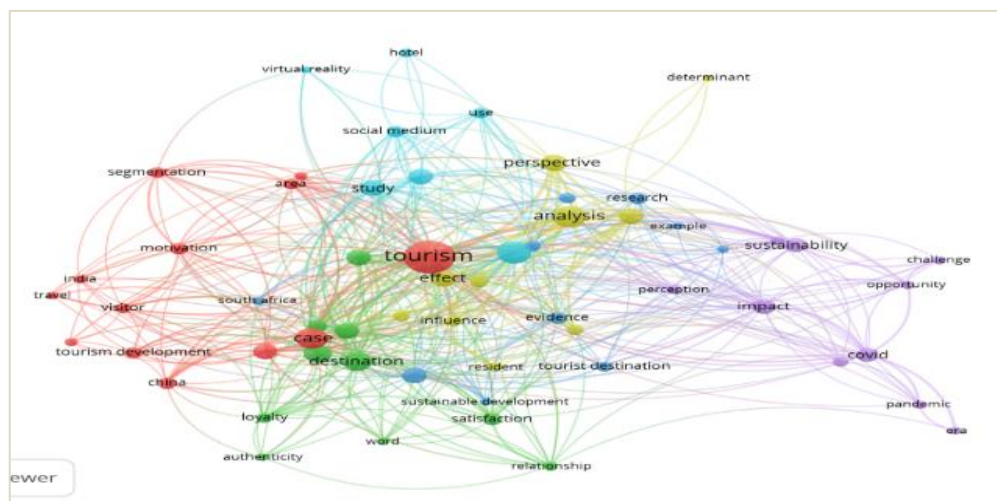 hotel
virtual reality
determinant
use
social medium
perspective
segmentation
area
study
research
analysis
example
motivation
tourism
sustainability
challenge
effect
india
opportunity
travel
south africa
perception
visitor
impact
influence
evidence
case
tourism development
destination
covid
resident
tourist destination
china
sustainable development
pandemic
loyalty
satisfaction
era
word
authenticity
relationship
ewer